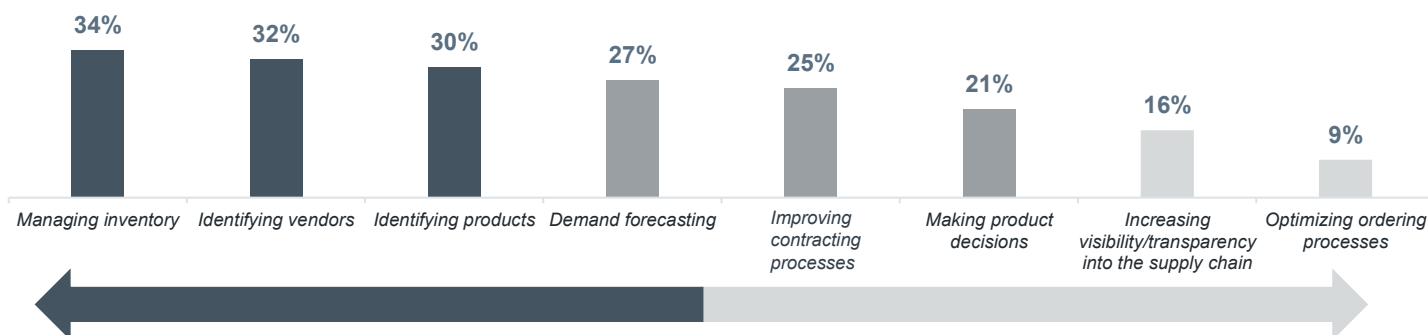 34%
32%
30%
27%
25%
21%
16%
9%
Managing inventory
Identifying vendors
Identifying products
Demand forecasting
Improving
contracting
processes
Making product
decisions
Increasing
visibility/transparency
into the supply chain
Optimizing ordering
processes